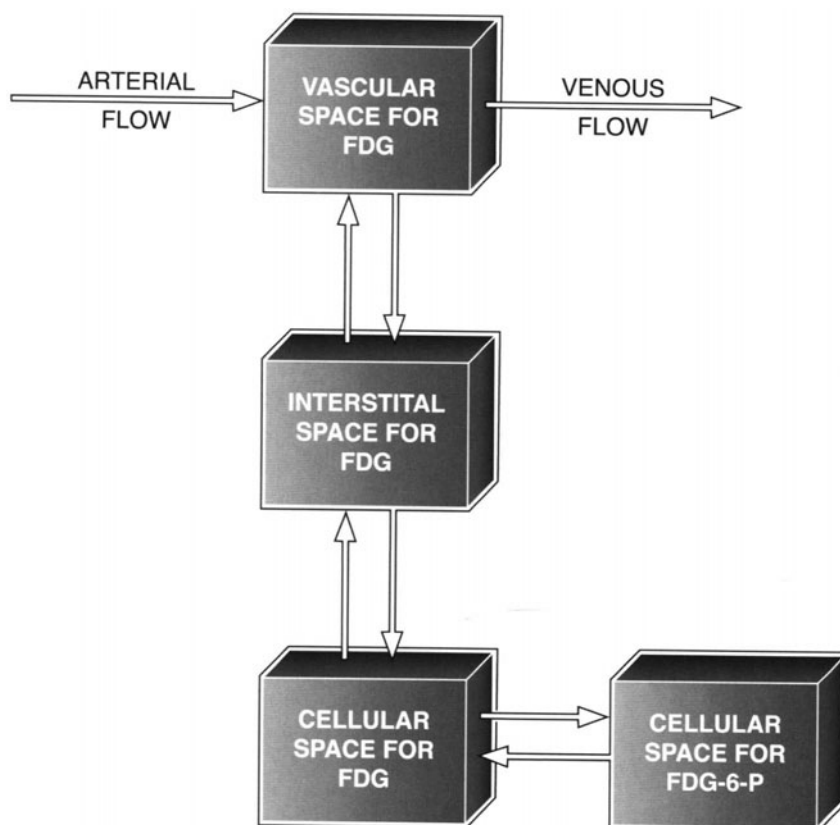 ARTERIAL
FLOW
VASCULAR
SPACE FOR
FDG
VENOUS
FLOW
INTERSTITAL
SPACE FOR
FDG
CELLULAR
SPACE FOR
FDG
CELLULAR
SPACE FOR
FDG-6-P